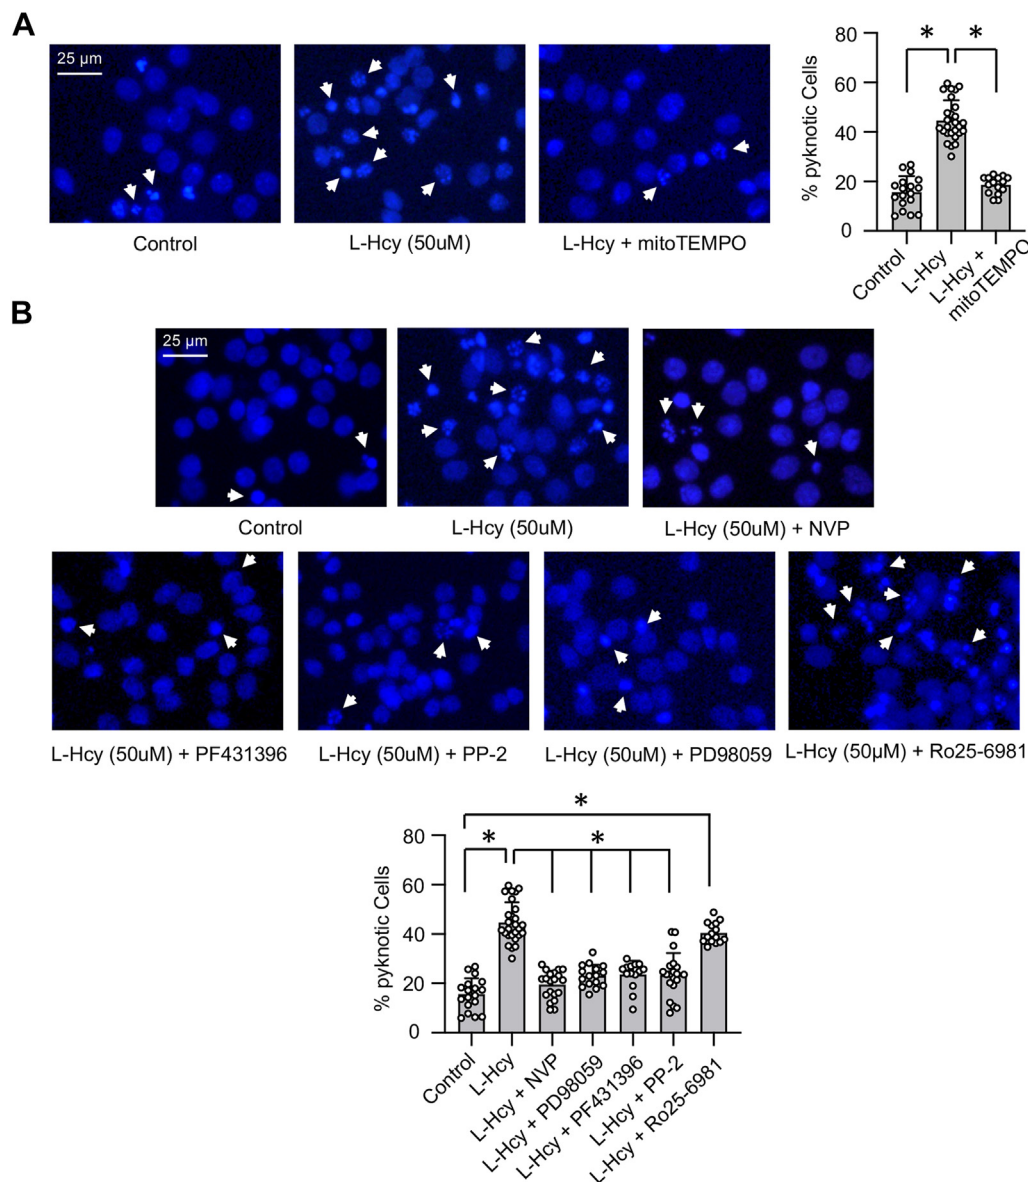 A
25 µm
Control
L-Hcy (50uM)
L-Hcy + mitoTEMPO
% pyknotic Cells
80
60
40
20
0
*
*
Control
L-Hcy
L-Hcy +
mitoTEMPO
B
25 µm
Control
L-Hcy (50uM)
L-Hcy (50uM) + NVP
L-Hcy (50uM) + PF431396
L-Hcy (50uM) + PP-2
L-Hcy (50uM) + PD98059
L-Hcy (50µM) + Ro25-6981
% pyknotic Cells
80
60
40
20
0
*
*
*
Control
L-Hcy
L-Hcy + NVP
L-Hcy + PD98059
L-Hcy + PF431396
L-Hcy + PP-2
L-Hcy + Ro25-6981